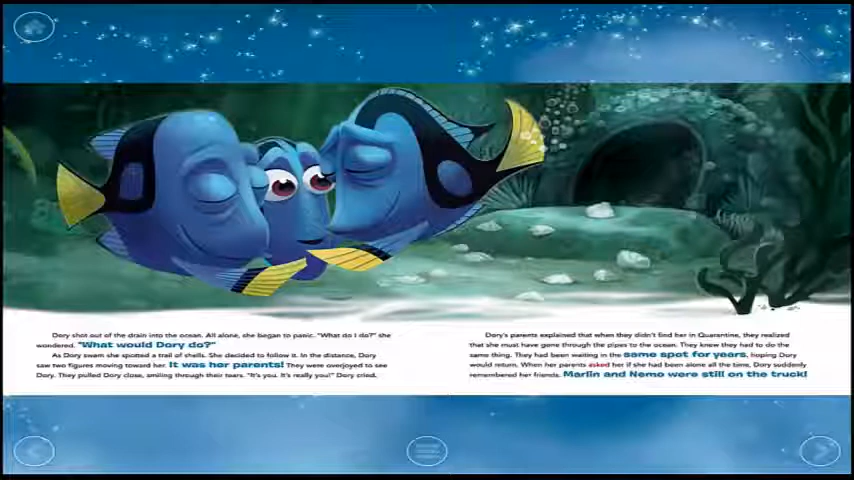 Dory shot out of the drain into the ocean. All alone, she began to panic. "What do I do?" she
wondered. "What would Dory do?"
As Dory swam she spotted a trail of shells. She decided to follow it. In the distance, Dory
saw two figures moving toward her. It was her parents! They were overjoyed to see
Dory. They pulled Dory close, smiling through their tears. "It's you. It's really you!" Dory cried.
Dory's parents explained that when they didn't find her in Quarantine, they realized
that she must have gone through the pipes to the ocean. They knew they had to do the
same thing. They had been waiting in the same spot for years, hoping Dory
would return. When her parents asked her if she had been alone all the time, Dory suddenly
remembered her friends. Marlin and Nemo were still on the truck!